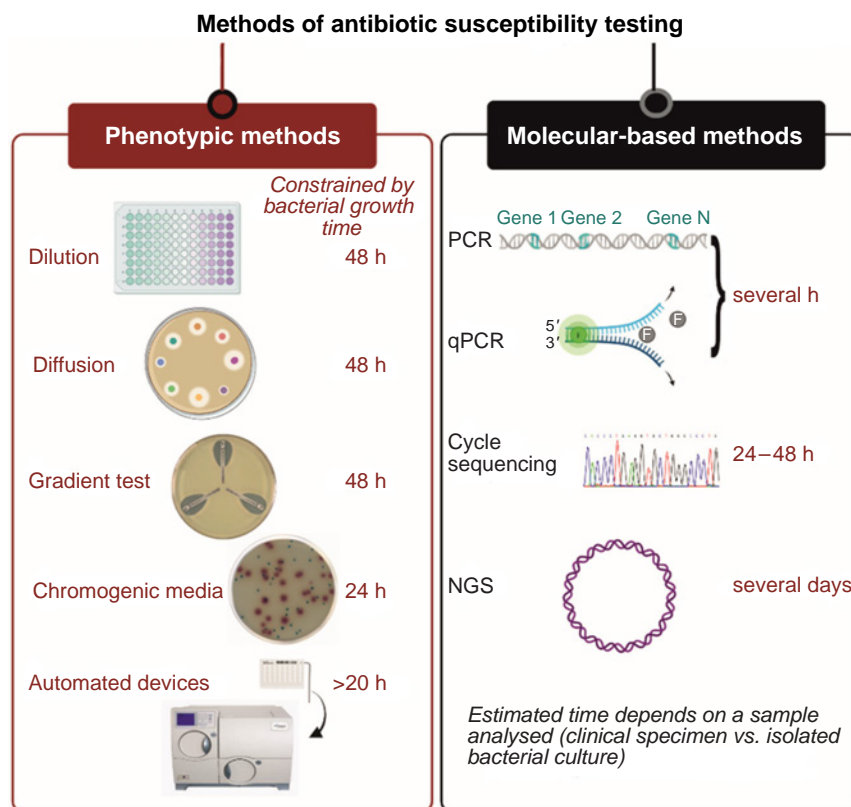 Methods of antibiotic susceptibility testing
Phenotypic methods
Constrained by
bacterial growth
time
Dilution
48 h
Diffusion
48 h
Gradient test
48 h
Chromogenic media
24 h
Automated devices
>20 h
Molecular-based methods
Gene 1 Gene 2 Gene N
PCR
several h
qPCR
5′
3′
F
F
Cycle
sequencing
24–48 h
NGS
several days
Estimated time depends on a sample
analysed (clinical specimen vs. isolated
bacterial culture)